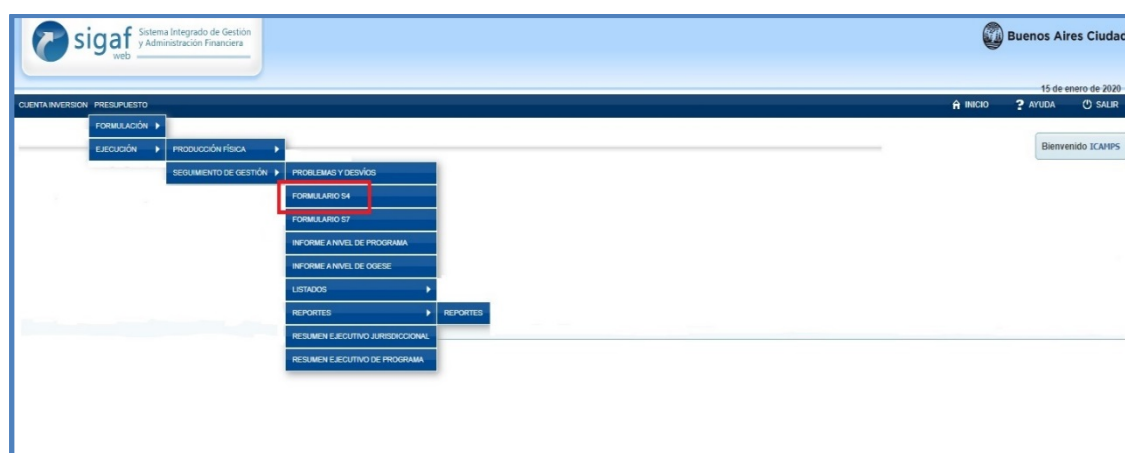 sigaf
web
Sistema Integrado de Gestión
y Administración Financiera
Buenos Aires Ciudad
15 de enero de 2020
CUENTA INVERSION PRESUPUESTO
INICIO ? AYUDA SALIR
FORMULACIÓN
Bienvenido ICAMPS
EJECUCIÓN PRODUCCIÓN FÍSICA
SEGUIMIENTO DE GESTIÓN PROBLEMAS Y DESVÍOS
FORMULARIO S4
FORMULARIO S7
INFORME A NIVEL DE PROGRAMA
INFORME A NIVEL DE OGESE
LISTADOS
REPORTES REPORTES
RESUMEN EJECUTIVO JURISDICCIONAL
RESUMEN EJECUTIVO DE PROGRAMA